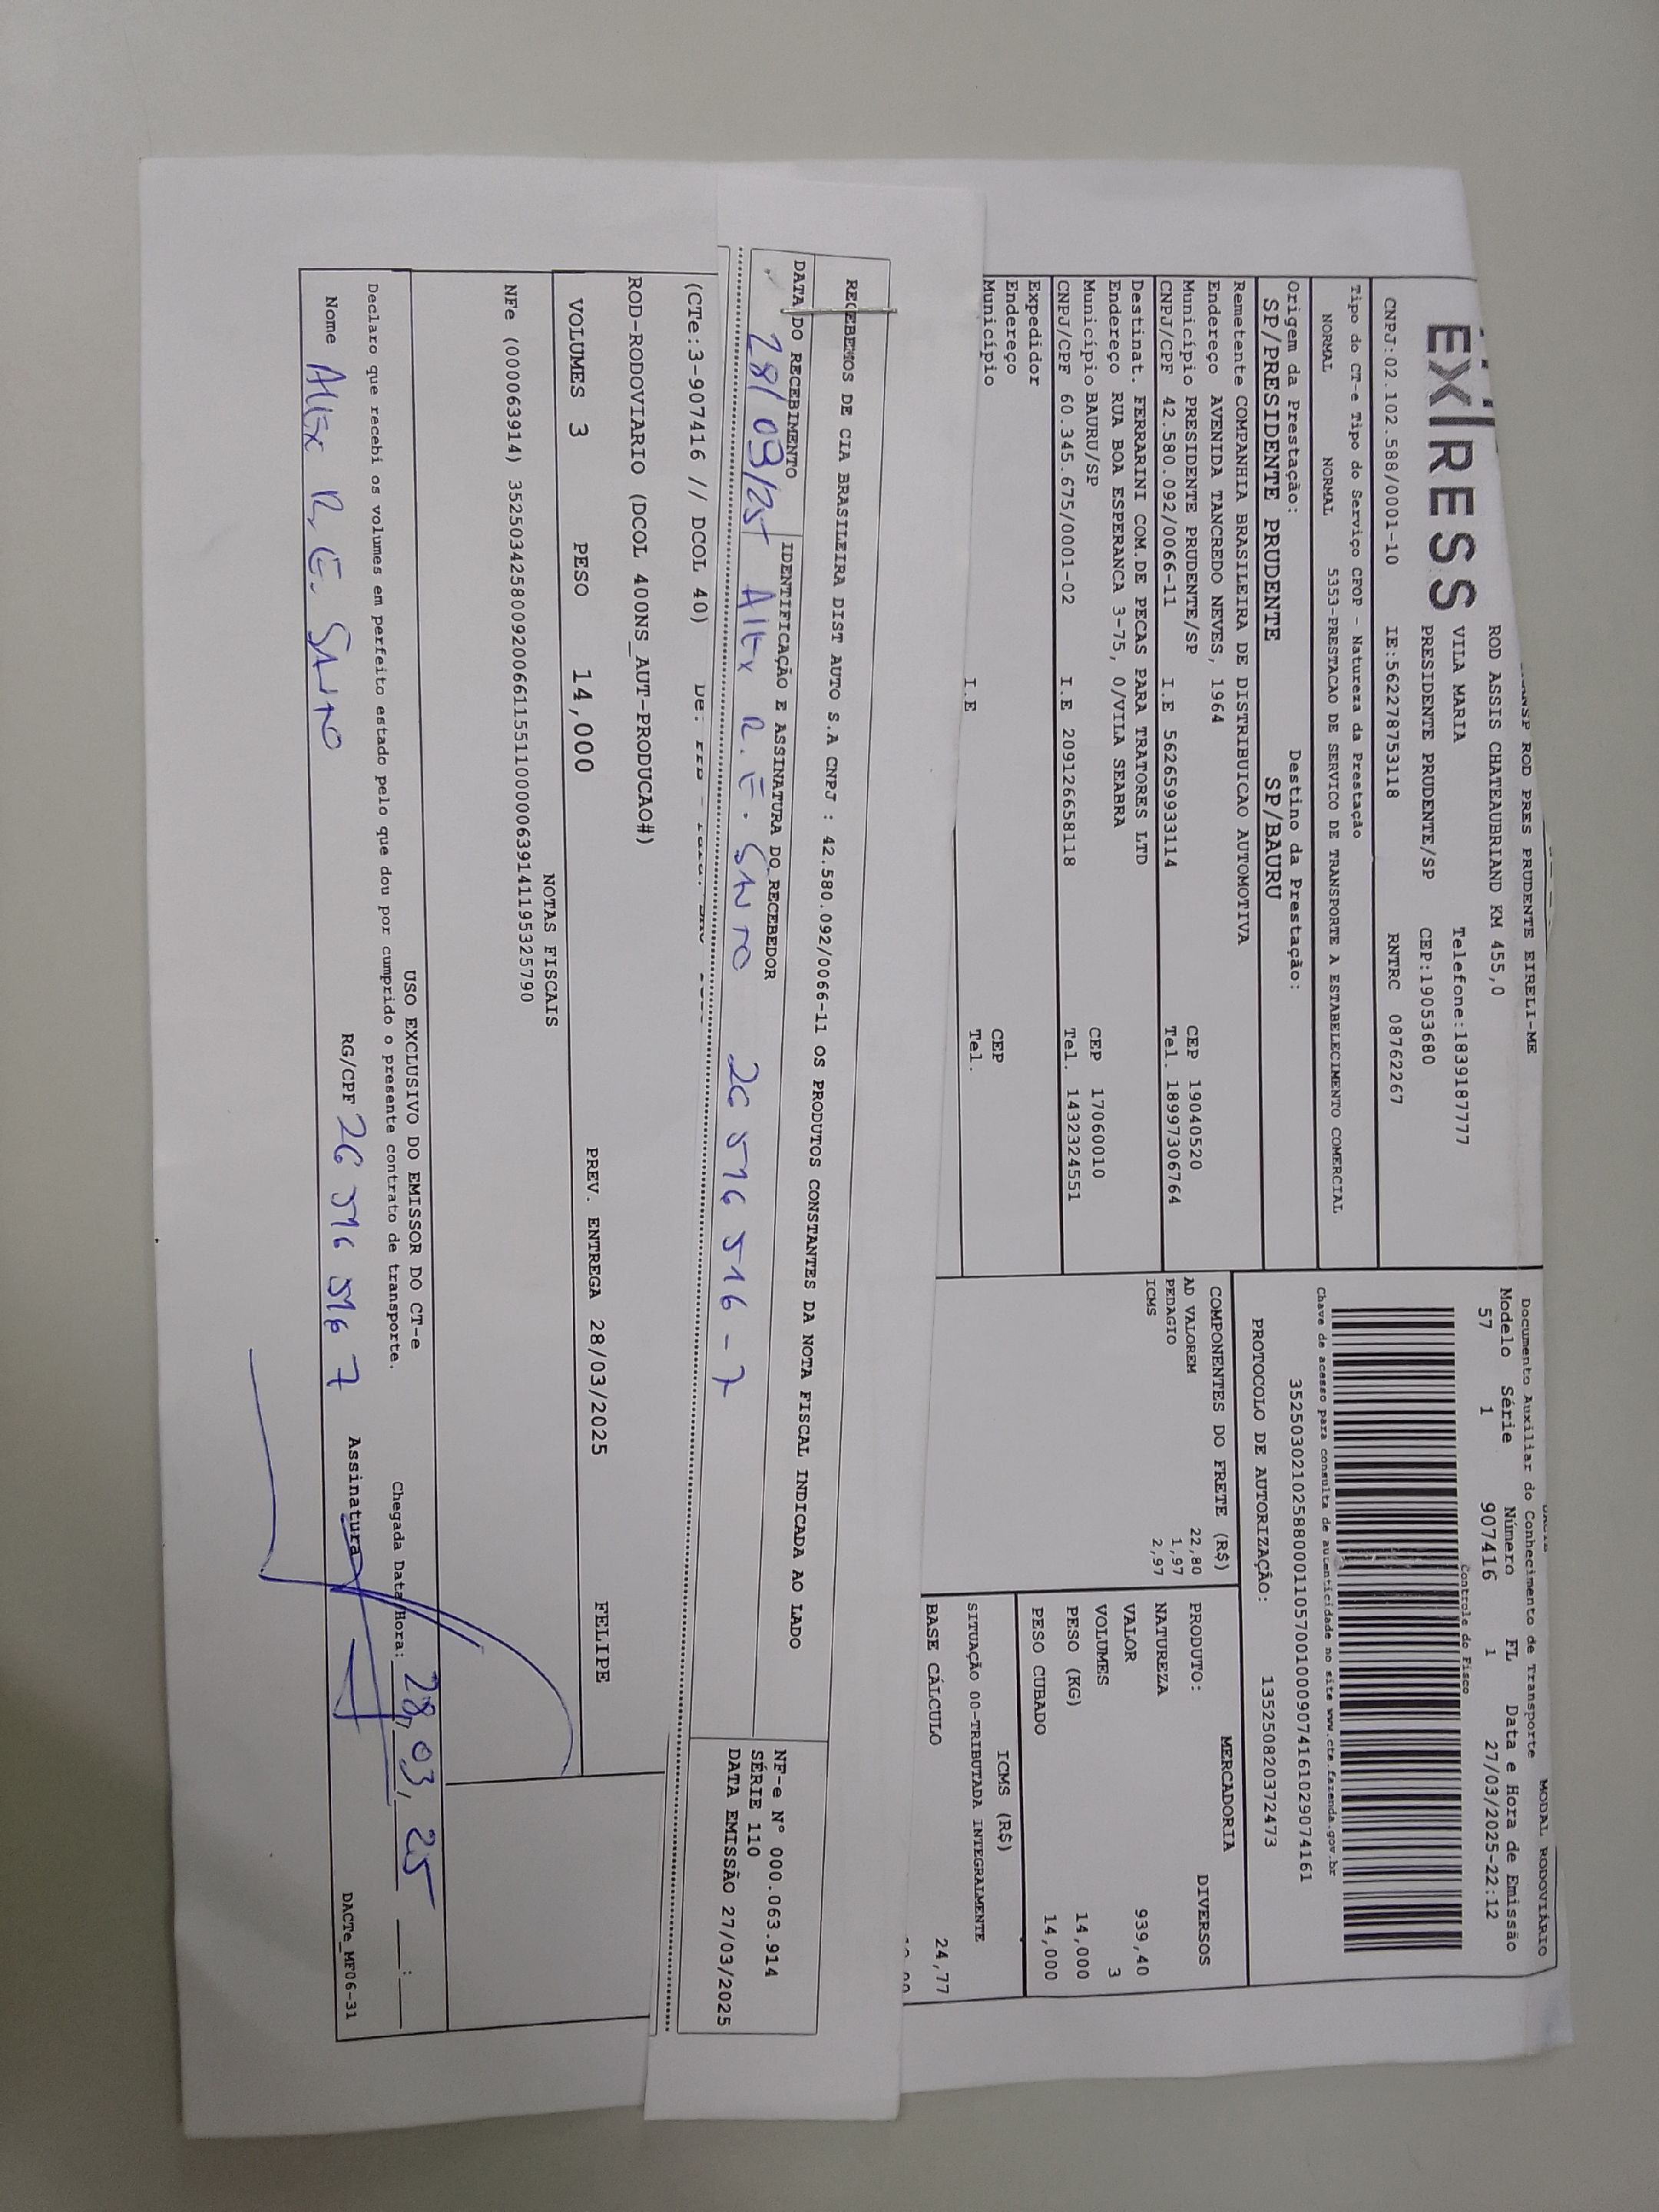 TRANSP ROD PRES PRUDENTE EIRELI-ME
ROD ASSIS CHATEAUBRIAND KM 455,0
EXPRESS
VILA MARIA Telefone:1839187777
PRESIDENTE PRUDENTE/SP CEP:19053680
CNPJ:02.102.588/0001-10 IE:562278753118 RNTRC 08762267
Tipo do CT-e Tipo do Serviço CFOP - Natureza da Prestação
NORMAL NORMAL 5353-PRESTACAO DE SERVICO DE TRANSPORTE A ESTABELECIMENTO COMERCIAL
Origem da Prestação: Destino da Prestação:
SP/PRESIDENTE PRUDENTE SP/BAURU
Remetente COMPANHIA BRASILEIRA DE DISTRIBUICAO AUTOMOTIVA
Endereço AVENIDA TANCREDO NEVES, 1964
Município PRESIDENTE PRUDENTE/SP CEP 19040520
CNPJ/CPF 42.580.092/0066-11 I.E 562659933114 Tel. 18997306764
Destinat. FERRARINI COM.DE PECAS PARA TRATORES LTD
Endereço RUA BOA ESPERANCA 3-75, 0/VILA SEABRA
Município BAURU/SP CEP 17060010
CNPJ/CPF 60.345.675/0001-02 I.E 209126658118 Tel. 1432324551
Expedidor
Endereço CEP
Município I.E Tel.
MODAL RODOVIÁRIO
Documento Auxiliar do Conhecimento de Transporte
Modelo Série Número FL Data e Hora de Emissão
57 1 907416 1 27/03/2025-22:12
Controle do Fisco
Chave de acesso para consulta de autenticidade no site www.cte.fazenda.gov.br
35250302102588000110570010009074161029074161
PROTOCOLO DE AUTORIZAÇÃO: 135250820372473
COMPONENTES DO FRETE (R$)
AD VALOREM 22,80
PEDAGIO 1,97
ICMS 2,97
MERCADORIA
PRODUTO: DIVERSOS
NATUREZA
VALOR 939,40
VOLUMES 3
PESO (KG) 14,000
PESO CUBADO 14,000
ICMS (R$)
SITUAÇÃO 00-TRIBUTADA INTEGRALMENTE
BASE CÁLCULO 24,77
RECEBEMOS DE CIA BRASILEIRA DIST AUTO S.A CNPJ : 42.580.092/0066-11 OS PRODUTOS CONSTANTES DA NOTA FISCAL INDICADA AO LADO
DATA DO RECEBIMENTO IDENTIFICAÇÃO E ASSINATURA DO RECEBEDOR
28/03/25 Alex R. E. SANTO 26 516 516-7
NF-e Nº 000.063.914
SÉRIE 110
DATA EMISSÃO 27/03/2025
(CTe:3-907416 // DCOL 40) De:
ROD-RODOVIARIO (DCOL 400NS_AUT-PRODUCAO#)
VOLUMES 3 PESO 14,000 PREV. ENTREGA 28/03/2025 FELIPE
NOTAS FISCAIS
NFe (000063914) 35250342580092006611551100000639141195325790
USO EXCLUSIVO DO EMISSOR DO CT-e
Declaro que recebi os volumes em perfeito estado pelo que dou por cumprido o presente contrato de transporte. Chegada Data/Hora: 28, 03, 25 __:__
Nome Alex R. E. SANTO RG/CPF 26 516 516 7 Assinatura DACTe_MF06-31